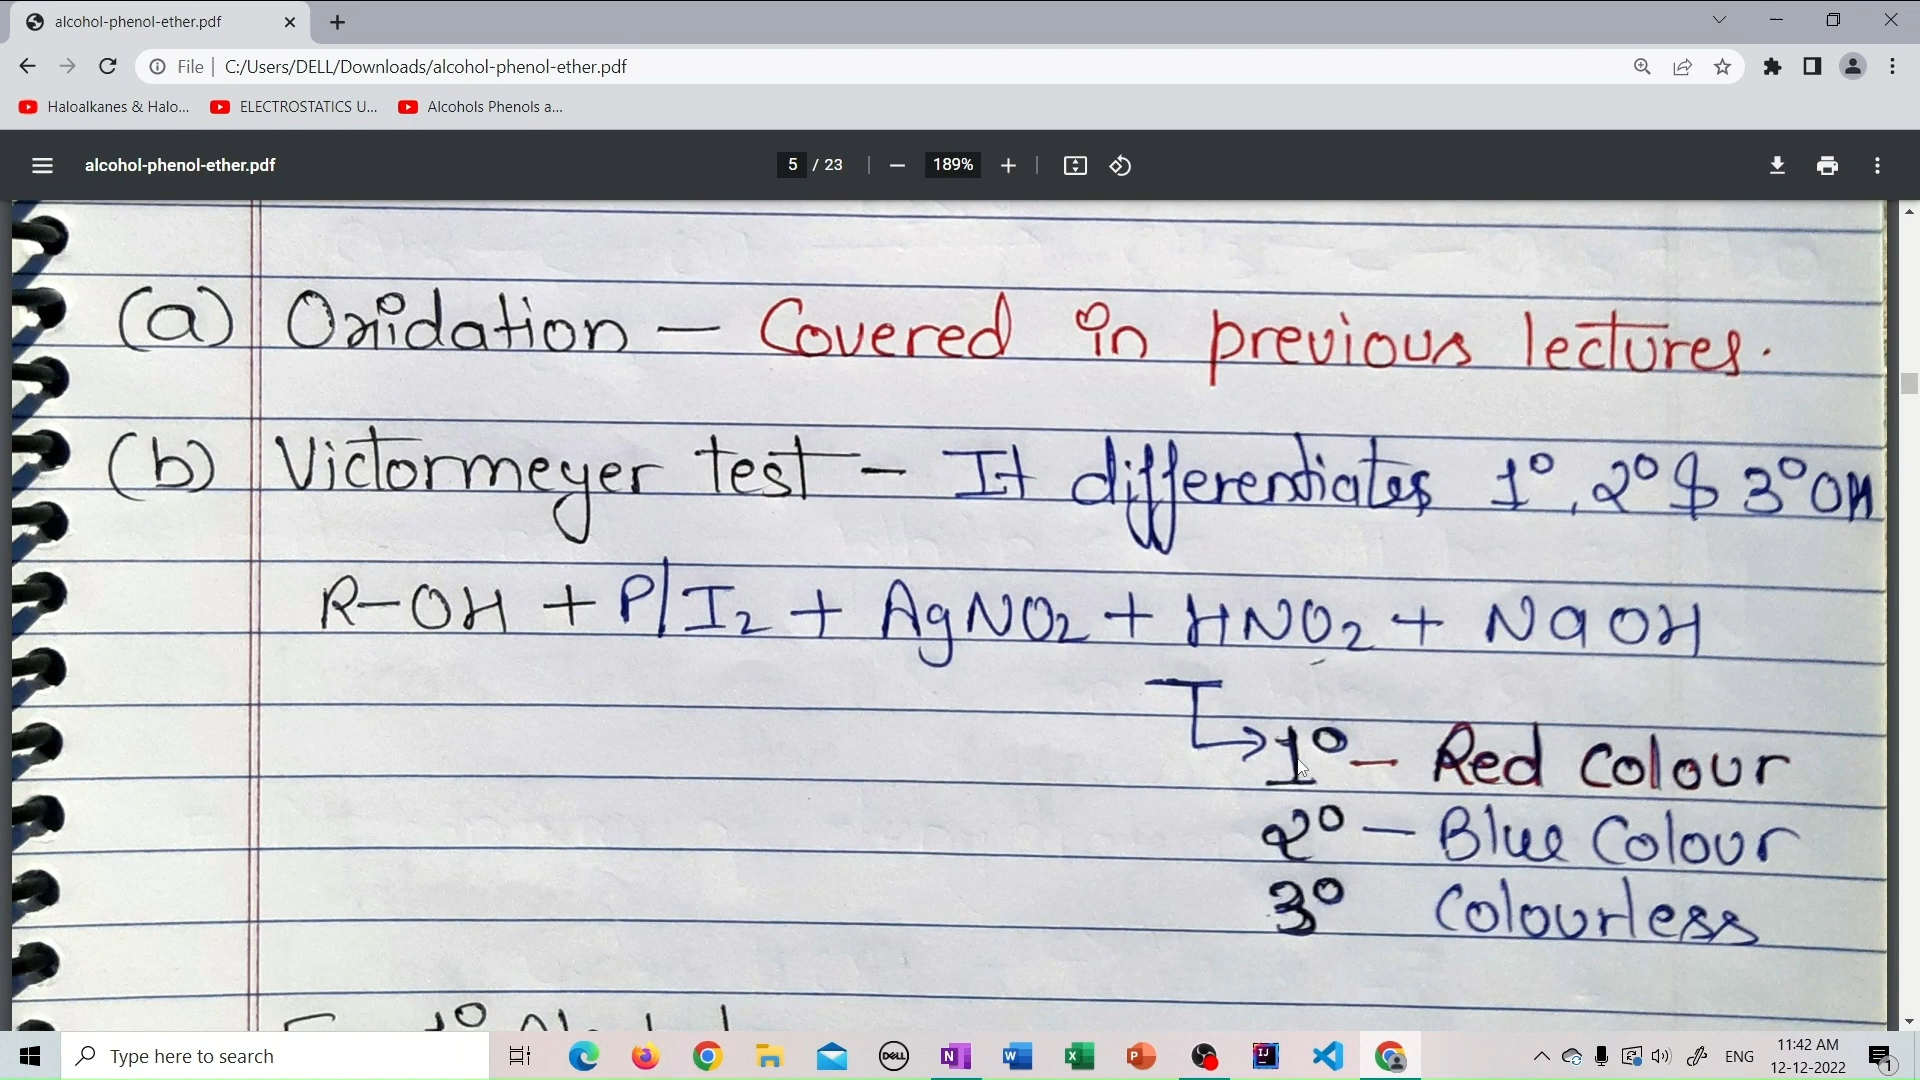 alcohol-phenol-ether.pdf
File | C:/Users/DELL/Downloads/alcohol-phenol-ether.pdf
Haloalkanes & Halo... ELECTROSTATICS U... Alcohols Phenols a...
alcohol-phenol-ether.pdf 5 / 23 189%
(a) Oxidation - Covered in previous lectures.
(b) Victormeyer test - It differentiates 1°, 2° & 3° OH
R-OH + P/I₂ + AgNO₂ + HNO₂ + NaOH
1° - Red Colour
2° - Blue Colour
3° Colourless
Type here to search
DELL
ENG
11:42 AM
12-12-2022
1